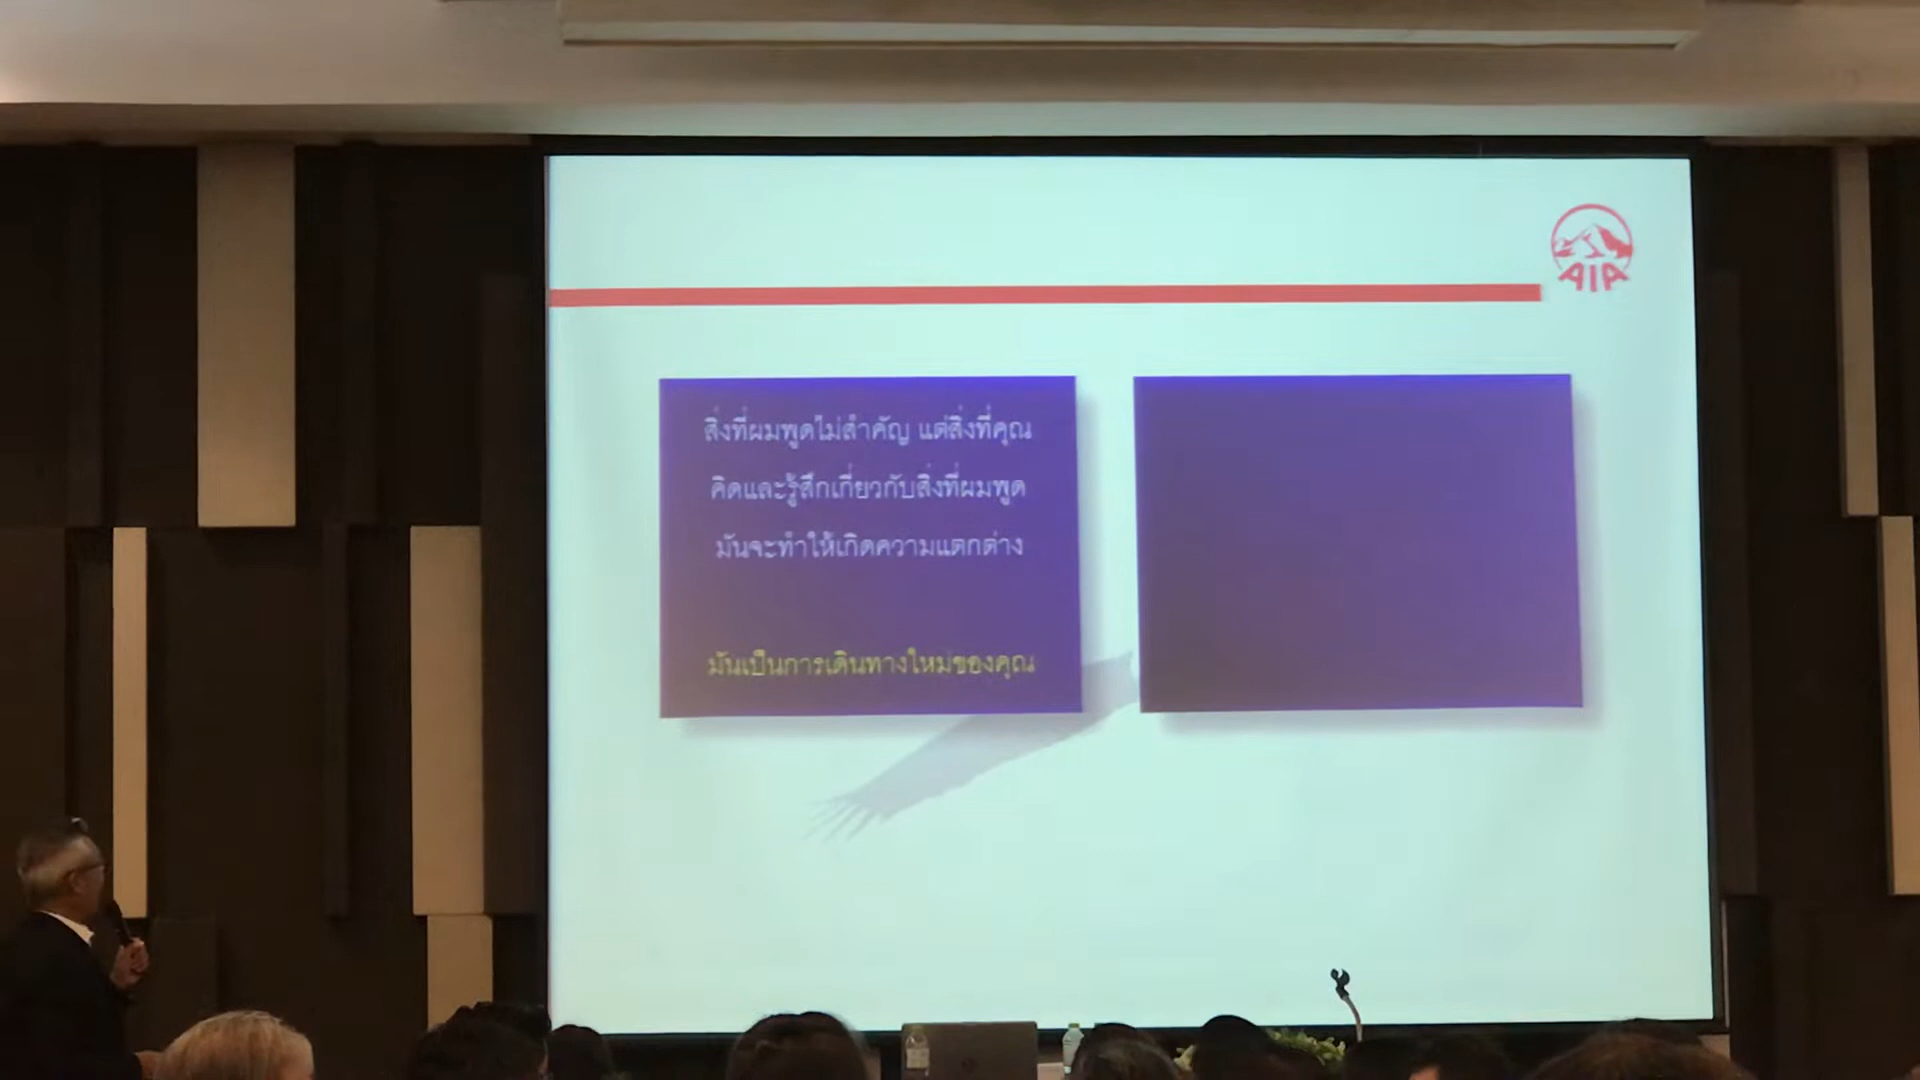 AIA
สิ่งที่ผมพูดไม่สำคัญ แต่สิ่งที่คุณ
คิดและรู้สึกเกี่ยวกับสิ่งที่ผมพูด
มันจะทำให้เกิดความแตกต่าง
มันเป็นการเดินทางใหม่ของคุณ